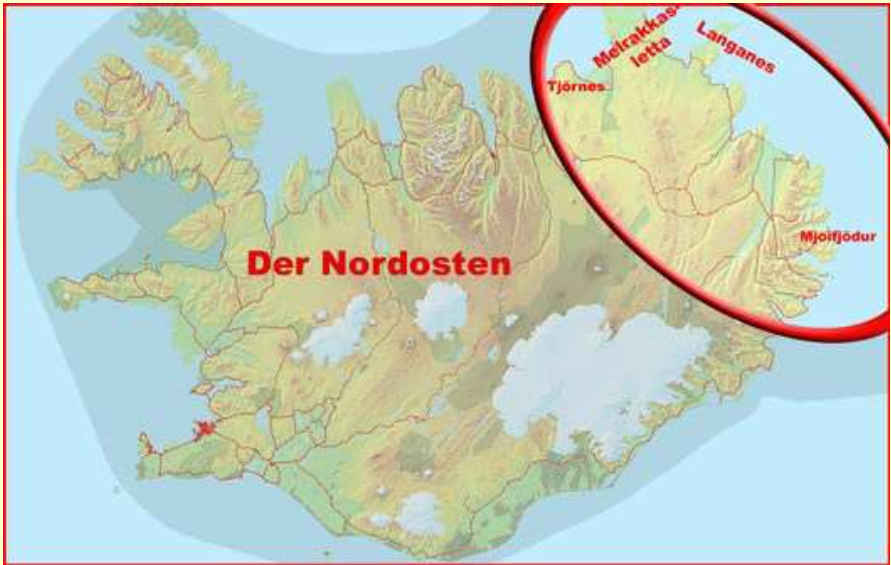 Melrakkas-
letta
Langanes
Tjörnes
Mjoifjödur
Der Nordosten